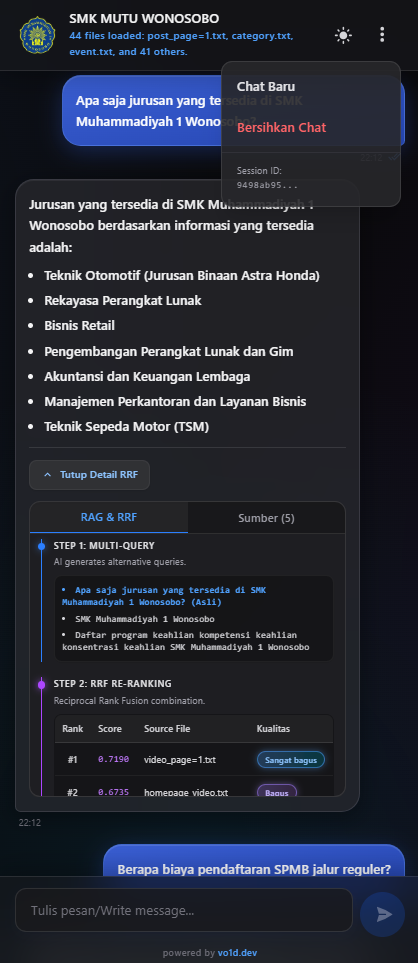 SMK MUTU WONOSOBO
44 files loaded: post_page=1.txt, category.txt,
event.txt, and 41 others.
Chat Baru
Bersihkan Chat
Session ID:
9498ab95...
Apa saja jurusan yang tersedia di SMK
Muhammadiyah 1 Wonosobo?
22:12
Jurusan yang tersedia di SMK Muhammadiyah 1
Wonosobo berdasarkan informasi yang tersedia
adalah:
• Teknik Otomotif (Jurusan Binaan Astra Honda)
• Rekayasa Perangkat Lunak
• Bisnis Retail
• Pengembangan Perangkat Lunak dan Gim
• Akuntansi dan Keuangan Lembaga
• Manajemen Perkantoran dan Layanan Bisnis
• Teknik Sepeda Motor (TSM)
Tutup Detail RRF
RAG & RRF Sumber (5)
STEP 1: MULTI-QUERY
AI generates alternative queries.
• Apa saja jurusan yang tersedia di SMK
Muhammadiyah 1 Wonosobo? (Asli)
• SMK Muhammadiyah 1 Wonosobo
• Daftar program keahlian kompetensi keahlian
konsentrasi keahlian SMK Muhammadiyah 1 Wonosobo
STEP 2: RRF RE-RANKING
Reciprocal Rank Fusion combination.
Rank Score Source File Kualitas
#1 0.7190 video_page=1.txt Sangat bagus
#2 0.6735 homepage_video.txt Bagus
22:12
Berapa biaya pendaftaran SPMB jalur reguler?
Tulis pesan/Write message...
powered by vo1d.dev